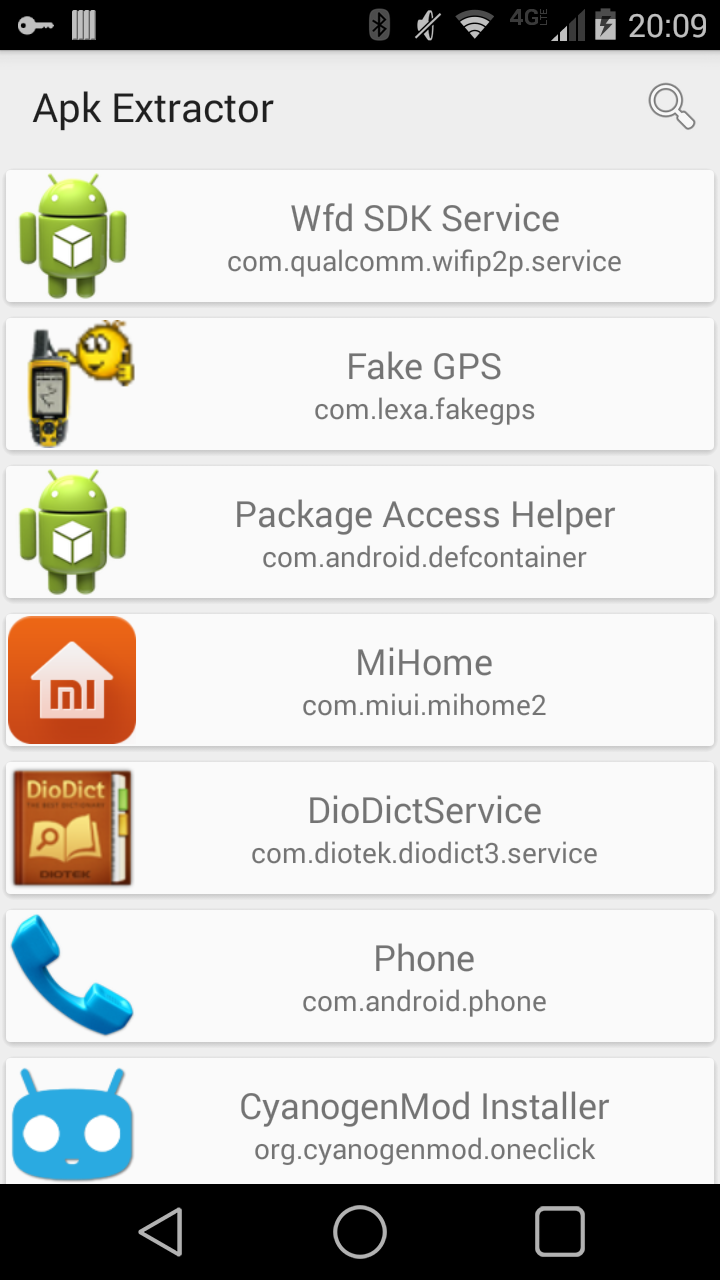 4G LTE 20:09
Apk Extractor
Wfd SDK Service
com.qualcomm.wifip2p.service
Fake GPS
com.lexa.fakegps
Package Access Helper
com.android.defcontainer
MiHome
com.miui.mihome2
DioDict
THE BEST DICTIONARY
DIOTEK
DioDictService
com.diotek.diodict3.service
Phone
com.android.phone
CyanogenMod Installer
org.cyanogenmod.oneclick